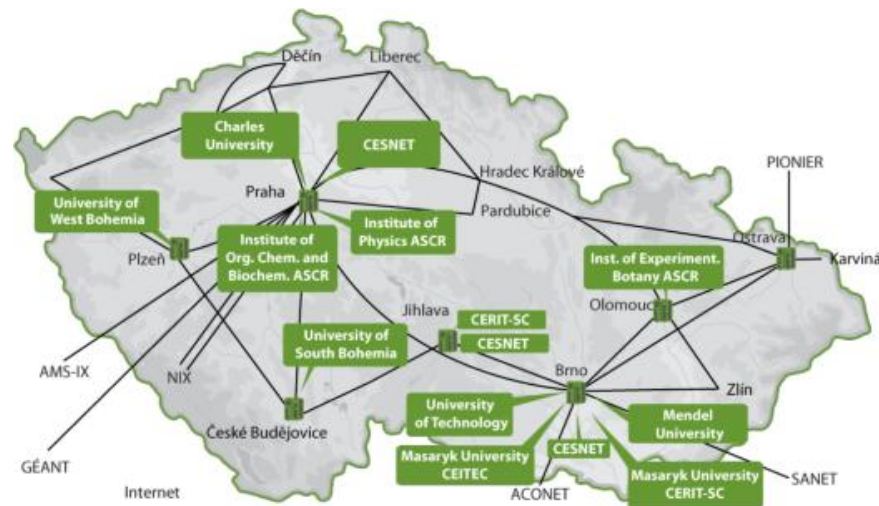 Děčín
Liberec
Charles
University
CESNET
Hradec Králové
PIONIER
Praha
University of
West Bohemia
Pardubice
Institute of
Physics ASCR
Institute of
Org. Chem. and
Biochem. ASCR
Plzeň
Ostrava
Karviná
Inst. of Experiment.
Botany ASCR
Olomouc
Jihlava
CERIT-SC
CESNET
University of
South Bohemia
AMS-IX
NIX
Brno
Zlín
České Budějovice
University
of Technology
Mendel
University
Masaryk University
CEITEC
CESNET
Masaryk University
CERIT-SC
GÉANT
Internet
ACONET
SANET